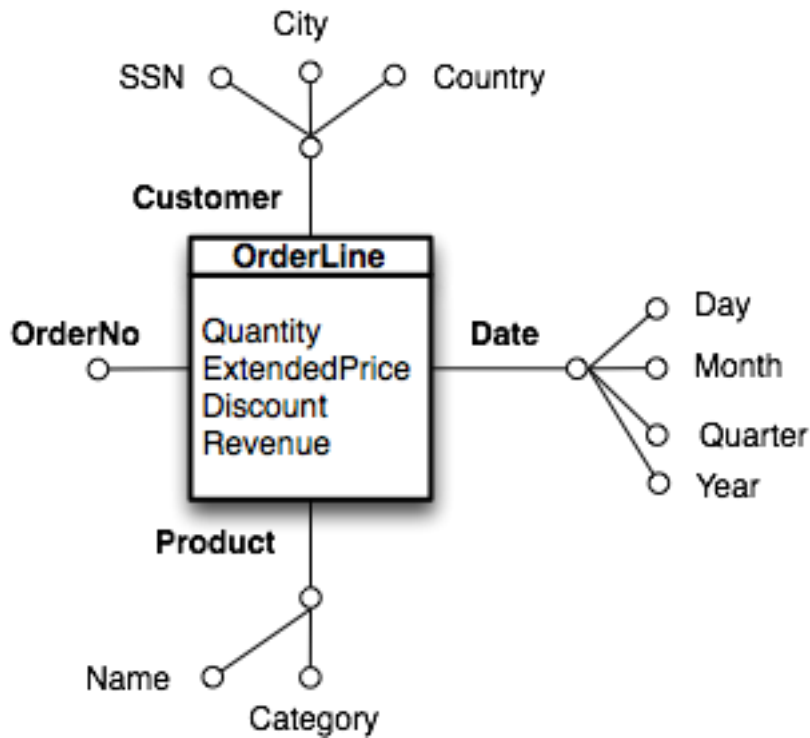 City
SSN
Country
Customer
OrderLine
OrderNo
Quantity
ExtendedPrice
Discount
Revenue
Date
Day
Month
Quarter
Year
Product
Name
Category